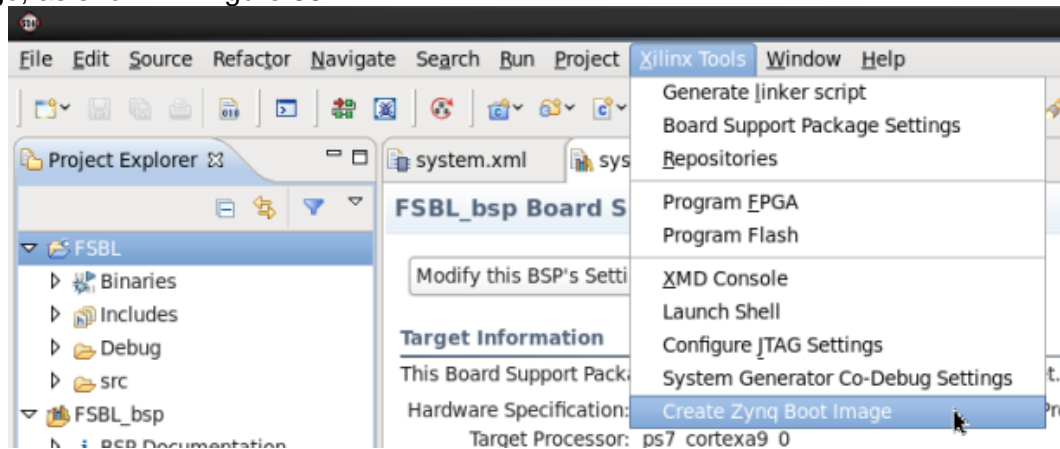 File Edit Source Refactor Navigate Search Run Project Xilinx Tools Window Help
Generate linker script
Board Support Package Settings
Repositories
Program FPGA
Program Flash
XMD Console
Launch Shell
Configure JTAG Settings
System Generator Co-Debug Settings
Create Zynq Boot Image
Project Explorer
FSBL
Binaries
Includes
Debug
src
FSBL_bsp
BSP Documentation
system.xml sys
FSBL_bsp Board S
Modify this BSP's Setti
Target Information
This Board Support Packa
Hardware Specification:
Target Processor: ps7_cortexa9_0